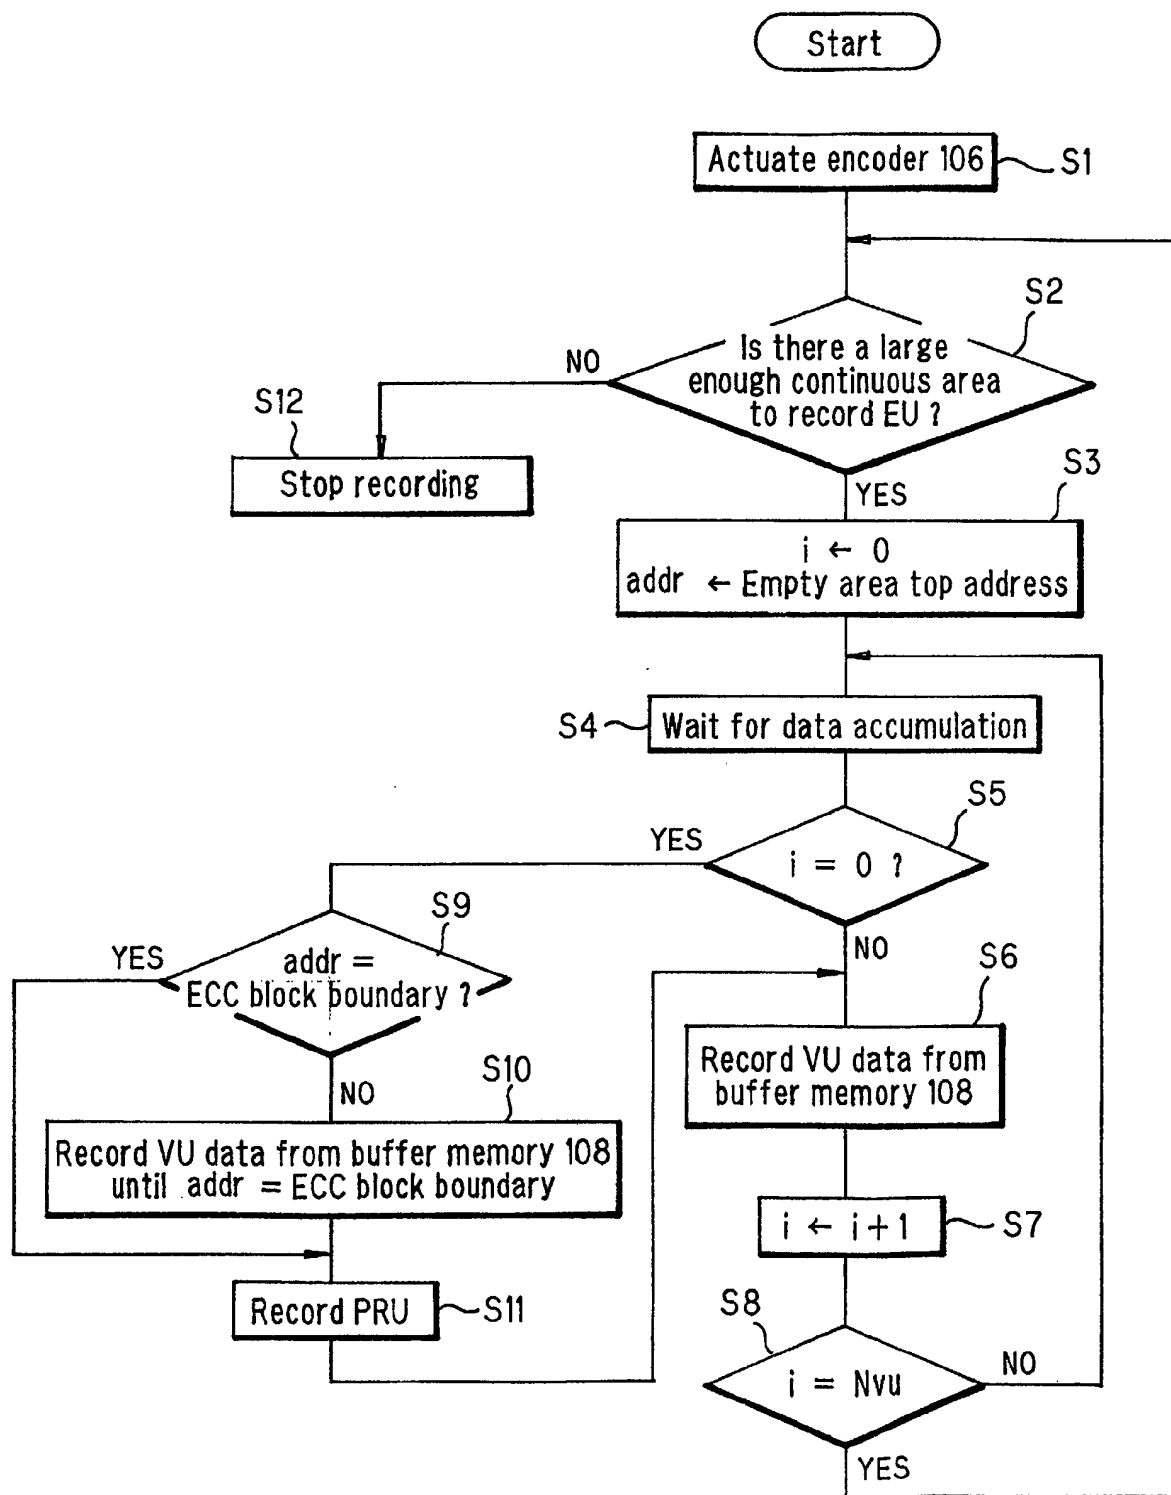 Start
Actuate encoder 106
S1
S2
Is there a large
enough continuous area
to record EU ?
NO
S12
Stop recording
YES
S3
i ← 0
addr ← Empty area top address
S4
Wait for data accumulation
S5
YES
i = 0 ?
S9
NO
YES
addr =
ECC block boundary ?
S6
Record VU data from
buffer memory 108
S10
NO
Record VU data from buffer memory 108
until addr = ECC block boundary
i ← i+1
S7
Record PRU
S11
S8
i = Nvu
NO
YES